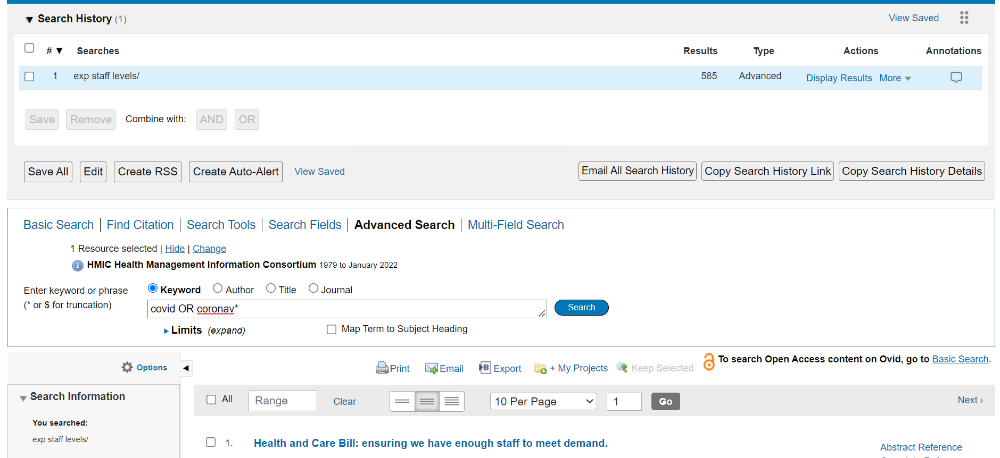 ▼ Search History (1)
View Saved
# ▼ Searches Results Type Actions Annotations
1 exp staff levels/ 585 Advanced Display Results More
Save Remove Combine with: AND OR
Save All Edit Create RSS Create Auto-Alert View Saved Email All Search History Copy Search History Link Copy Search History Details
Basic Search | Find Citation | Search Tools | Search Fields | Advanced Search | Multi-Field Search
1 Resource selected | Hide | Change
HMIC Health Management Information Consortium 1979 to January 2022
Enter keyword or phrase
(* or $ for truncation)
Keyword Author Title Journal
covid OR coronav*
Search
Limits (expand) Map Term to Subject Heading
Options
Print Email Export + My Projects Keep Selected
To search Open Access content on Ovid, go to Basic Search.
Search Information
You searched:
exp staff levels/
All Range Clear 10 Per Page 1 Go Next ›
1. Health and Care Bill: ensuring we have enough staff to meet demand.
Abstract Reference